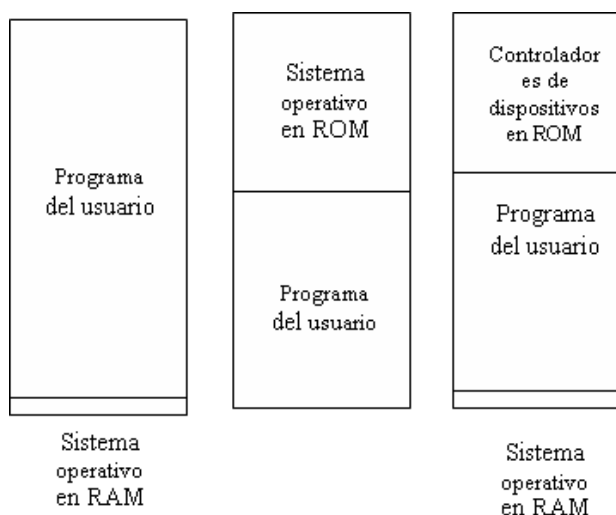 Programa
del usuario
Sistema
operativo
en RAM
Sistema
operativo
en ROM
Programa
del usuario
Controlador
es de
dispositivos
en ROM
Programa
del usuario
Sistema
operativo
en RAM